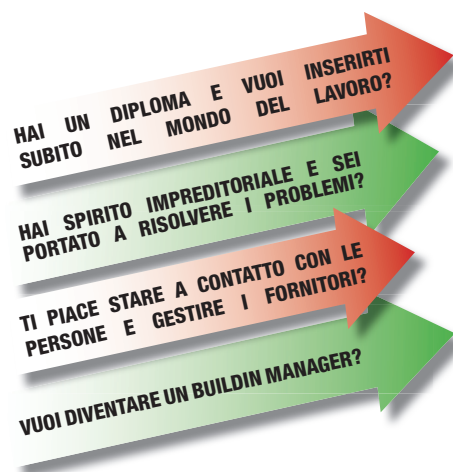 HAI UN DIPLOMA E VUOI INSERIRTI
SUBITO NEL MONDO DEL LAVORO?
HAI SPIRITO IMPREDITORIALE E SEI
PORTATO A RISOLVERE I PROBLEMI?
TI PIACE STARE A CONTATTO CON LE
PERSONE E GESTIRE I FORNITORI?
VUOI DIVENTARE UN BUILDIN MANAGER?